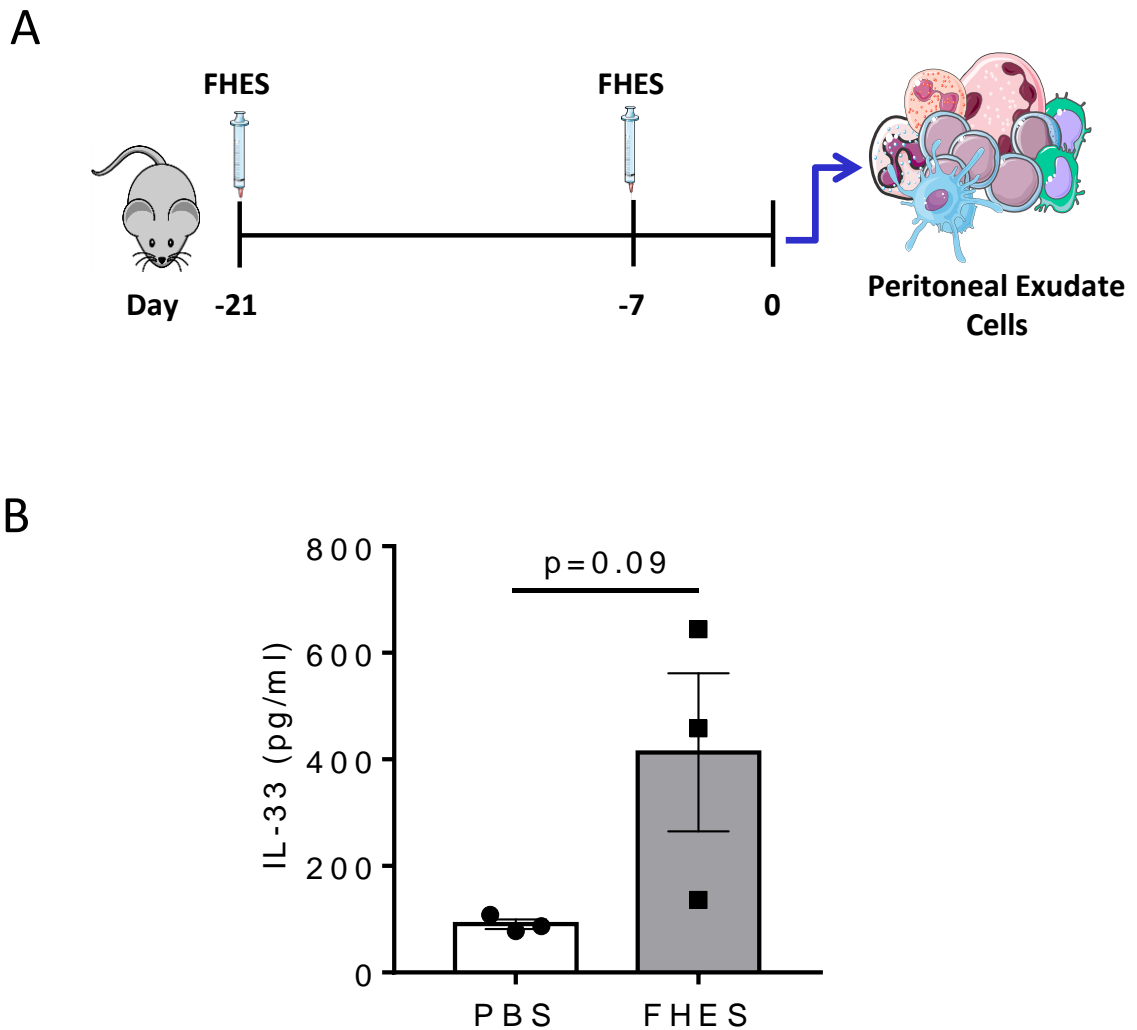 A
FHES FHES
Day -21 -7 0
Peritoneal Exudate
Cells
B
p=0.09
IL-33 (pg/ml)
800
600
400
200
0
PBS FHES